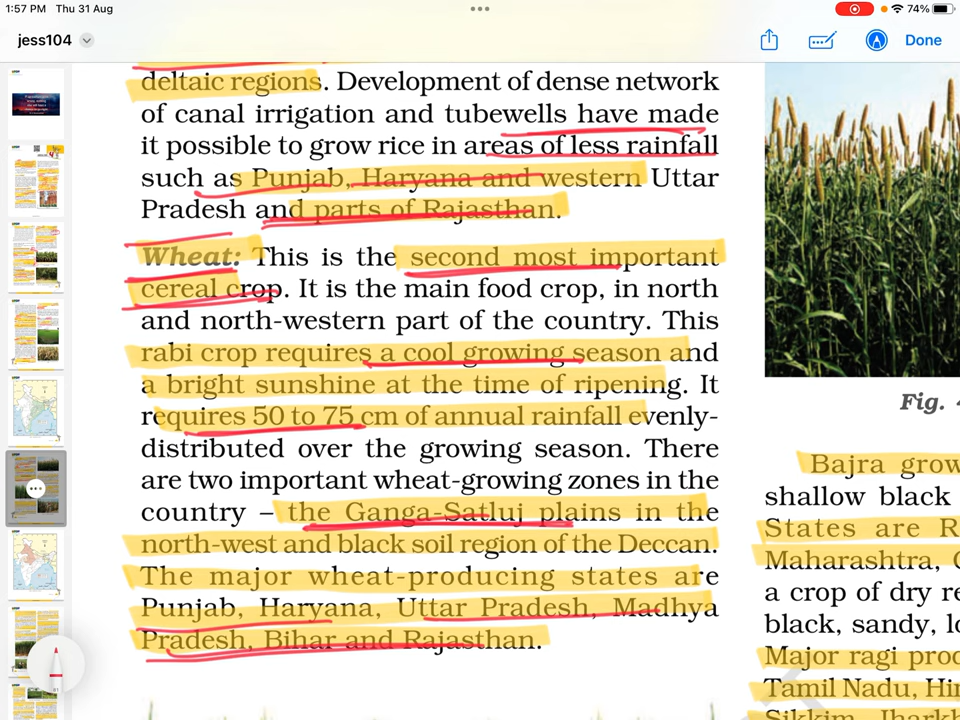 1:57 PM Thu 31 Aug
74%
jess104
Done
deltaic regions. Development of dense network
of canal irrigation and tubewells have made
it possible to grow rice in areas of less rainfall
such as Punjab, Haryana and western Uttar
Pradesh and parts of Rajasthan.
Wheat: This is the second most important
cereal crop. It is the main food crop, in north
and north-western part of the country. This
rabi crop requires a cool growing season and
a bright sunshine at the time of ripening. It
requires 50 to 75 cm of annual rainfall evenly-
distributed over the growing season. There
are two important wheat-growing zones in the
country – the Ganga-Satluj plains in the
north-west and black soil region of the Deccan.
The major wheat-producing states are
Punjab, Haryana, Uttar Pradesh, Madhya
Pradesh, Bihar and Rajasthan.
Fig. 4
Bajra grow
shallow black
States are R
Maharashtra, G
a crop of dry re
black, sandy, lo
Major ragi prod
Tamil Nadu, Him
Sikkim, Jharkh
81